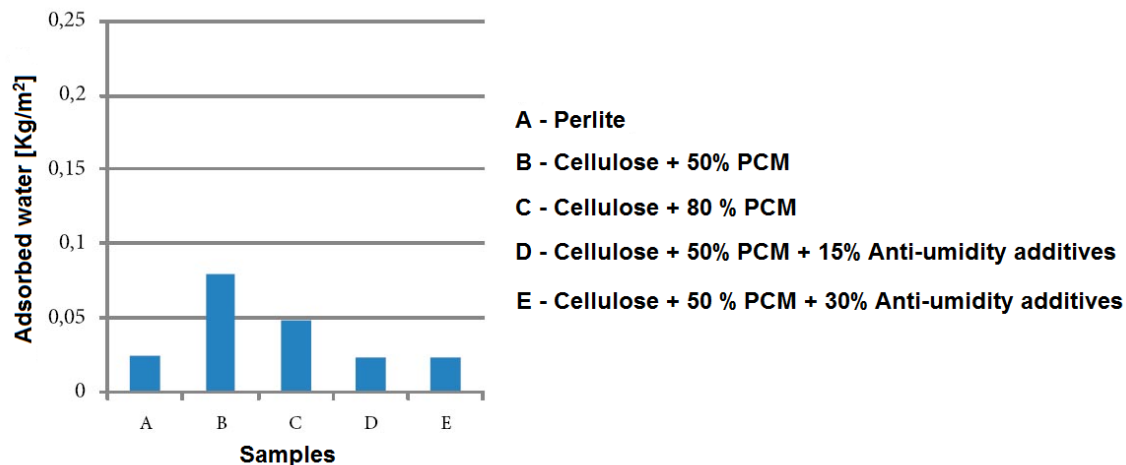 0,25
0,2
0,15
0,1
0,05
0
Adsorbed water [Kg/m²]
A B C D E
Samples
A - Perlite
B - Cellulose + 50% PCM
C - Cellulose + 80 % PCM
D - Cellulose + 50% PCM + 15% Anti-umidity additives
E - Cellulose + 50 % PCM + 30% Anti-umidity additives